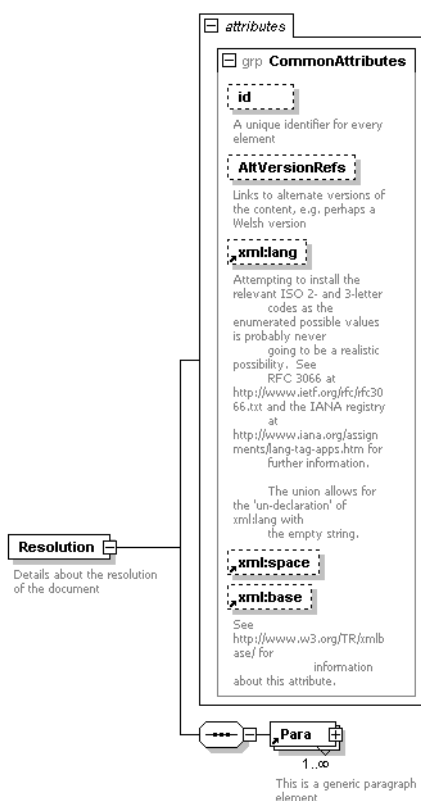 attributes
grp CommonAttributes
id
A unique identifier for every
element
AltVersionRefs
Links to alternate versions of
the content, e.g. perhaps a
Welsh version
xml:lang
Attempting to install the
relevant ISO 2- and 3-letter
codes as the
enumerated possible values
is probably never
going to be a realistic
possibility. See
RFC 3066 at
http://www.ietf.org/rfc/rfc30
66.txt and the IANA registry
at
http://www.iana.org/assign
ments/lang-tag-apps.htm for
further information.
The union allows for
the 'un-declaration' of
xml:lang with
the empty string.
Resolution
Details about the resolution
of the document
xml:space
xml:base
See
http://www.w3.org/TR/xmlb
ase/ for
information
about this attribute.
Para
1..∞
This is a generic paragraph
element